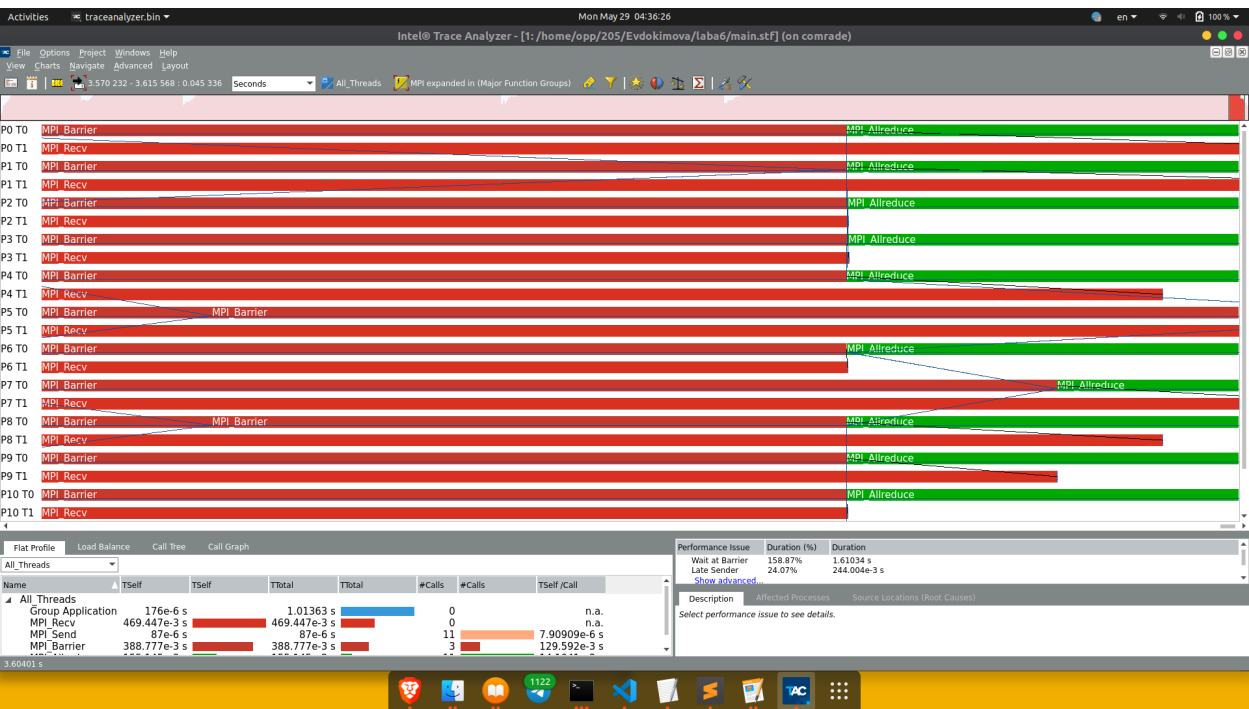 Activities traceanalyzer.bin Mon May 29 04:36:26 en 100 %
Intel® Trace Analyzer - [1: /home/opp/205/Evdokimova/laba6/main.stf] (on comrade)
File Options Project Windows Help
View Charts Navigate Advanced Layout
3.570 232 - 3.615 568 : 0.045 336 Seconds All_Threads MPI expanded in (Major Function Groups)
P0 T0 MPI_Barrier MPI_Allreduce
P0 T1 MPI_Recv
P1 T0 MPI_Barrier MPI_Allreduce
P1 T1 MPI_Recv
P2 T0 MPI_Barrier MPI_Allreduce
P2 T1 MPI_Recv
P3 T0 MPI_Barrier MPI_Allreduce
P3 T1 MPI_Recv
P4 T0 MPI_Barrier MPI_Allreduce
P4 T1 MPI_Recv
P5 T0 MPI_Barrier MPI_Barrier
P5 T1 MPI_Recv
P6 T0 MPI_Barrier MPI_Allreduce
P6 T1 MPI_Recv
P7 T0 MPI_Barrier MPI_Allreduce
P7 T1 MPI_Recv
P8 T0 MPI_Barrier MPI_Barrier MPI_Allreduce
P8 T1 MPI_Recv
P9 T0 MPI_Barrier MPI_Allreduce
P9 T1 MPI_Recv
P10 T0 MPI_Barrier MPI_Allreduce
P10 T1 MPI_Recv
Flat Profile Load Balance Call Tree Call Graph
All_Threads
Name TSelf TSelf TTotal TTotal #Calls #Calls TSelf /Call
All_Threads
Group Application 176e-6 s 1.01363 s 0 n.a.
MPI_Recv 469.447e-3 s 469.447e-3 s 0 n.a.
MPI_Send 87e-6 s 87e-6 s 11 7.90909e-6 s
MPI_Barrier 388.777e-3 s 388.777e-3 s 3 129.592e-3 s
Performance Issue Duration (%) Duration
Wait at Barrier 158.87% 1.61034 s
Late Sender 24.07% 244.004e-3 s
Show advanced...
Description Affected Processes Source Locations (Root Causes)
Select performance issue to see details.
3.60401 s
1122
TAC